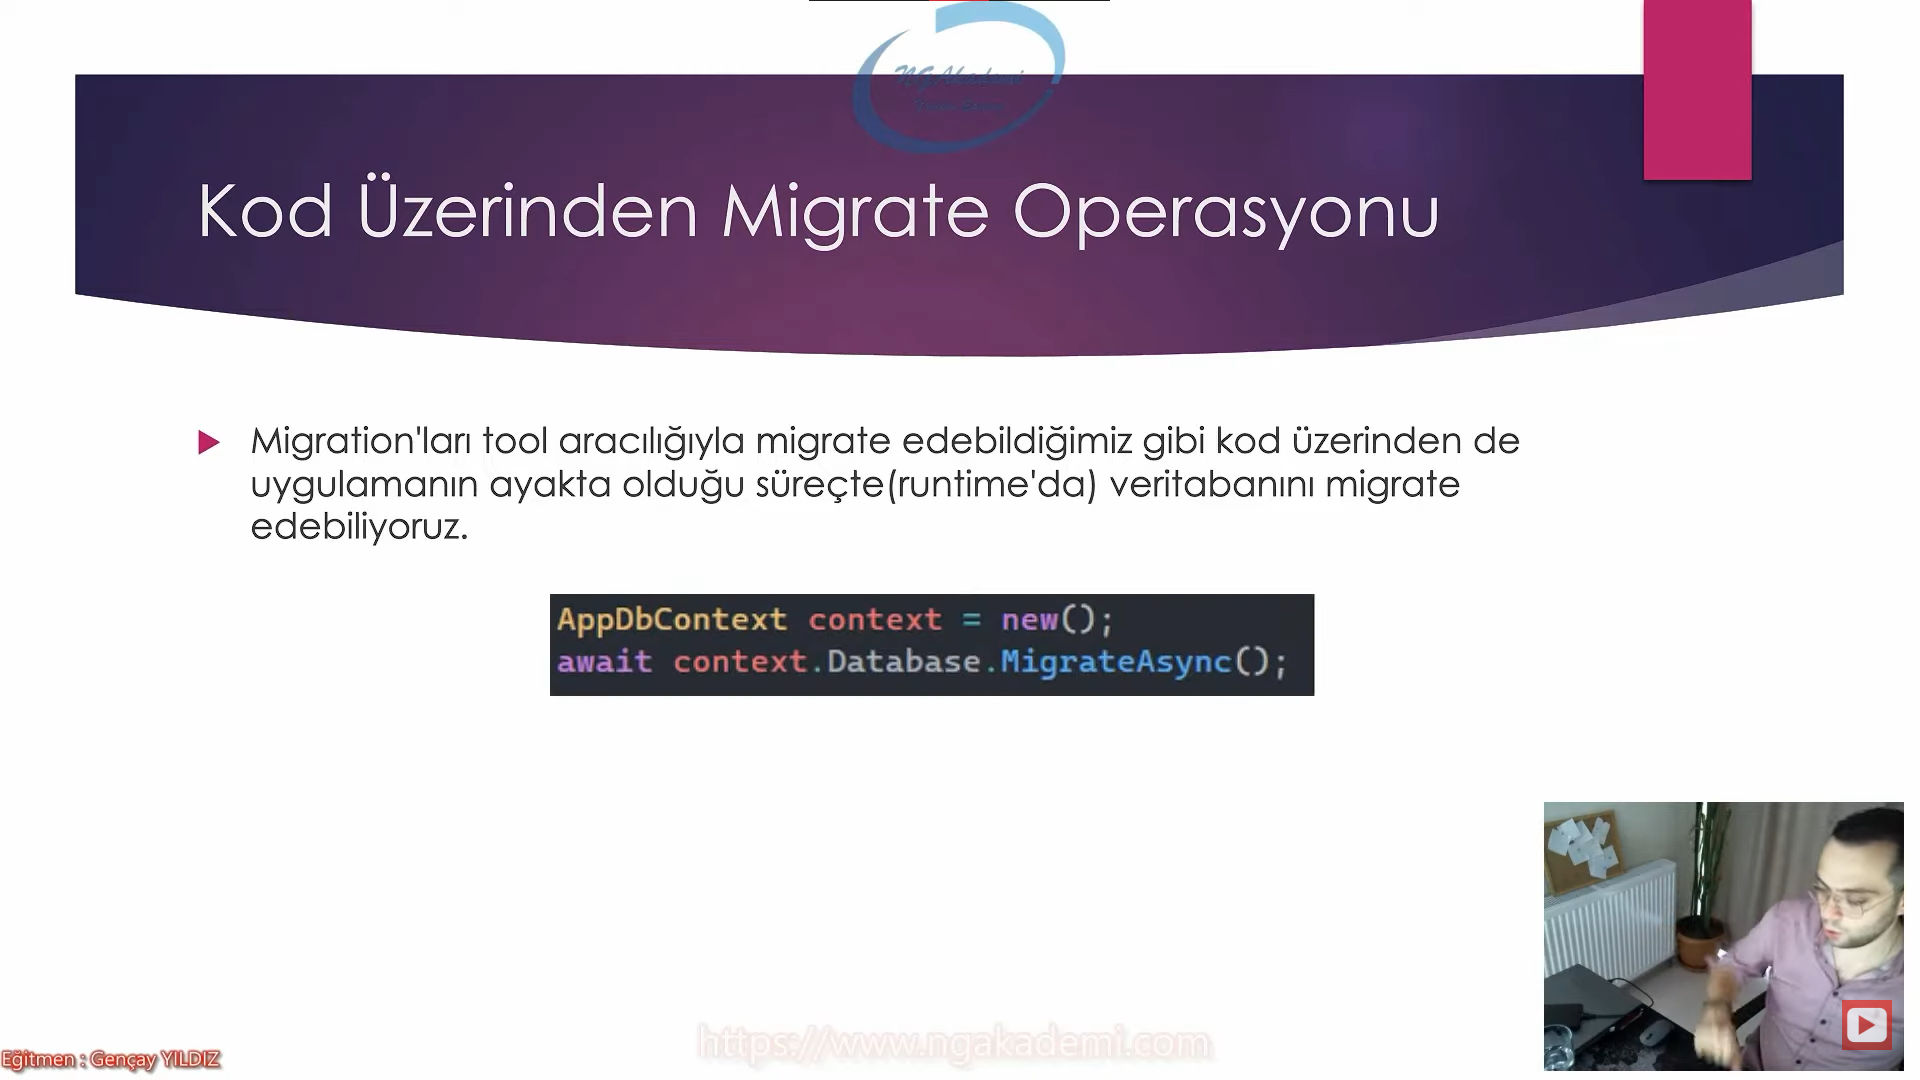 NGAkademi
Kod Üzerinden Migrate Operasyonu
Migration'ları tool aracılığıyla migrate edebildiğimiz gibi kod üzerinden de
uygulamanın ayakta olduğu süreçte(runtime'da) veritabanını migrate
edebiliyoruz.
AppDbContext context = new();
await context.Database.MigrateAsync();
https://www.ngakademi.com
Eğitmen : Gençay YILDIZ